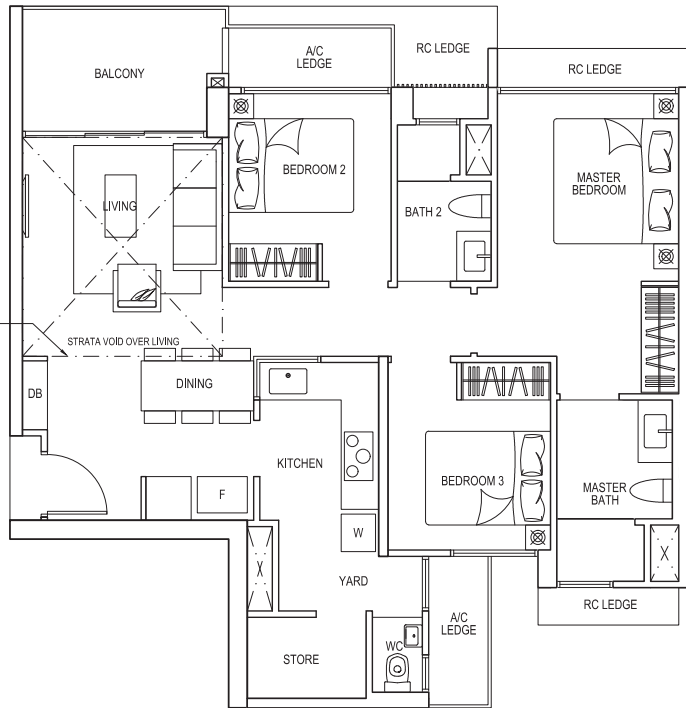 BALCONY
A/C
LEDGE
RC LEDGE
RC LEDGE
LIVING
BEDROOM 2
BATH 2
MASTER
BEDROOM
STRATA VOID OVER LIVING
DB
DINING
KITCHEN
F
W
BEDROOM 3
MASTER
BATH
YARD
STORE
WC
A/C
LEDGE
RC LEDGE